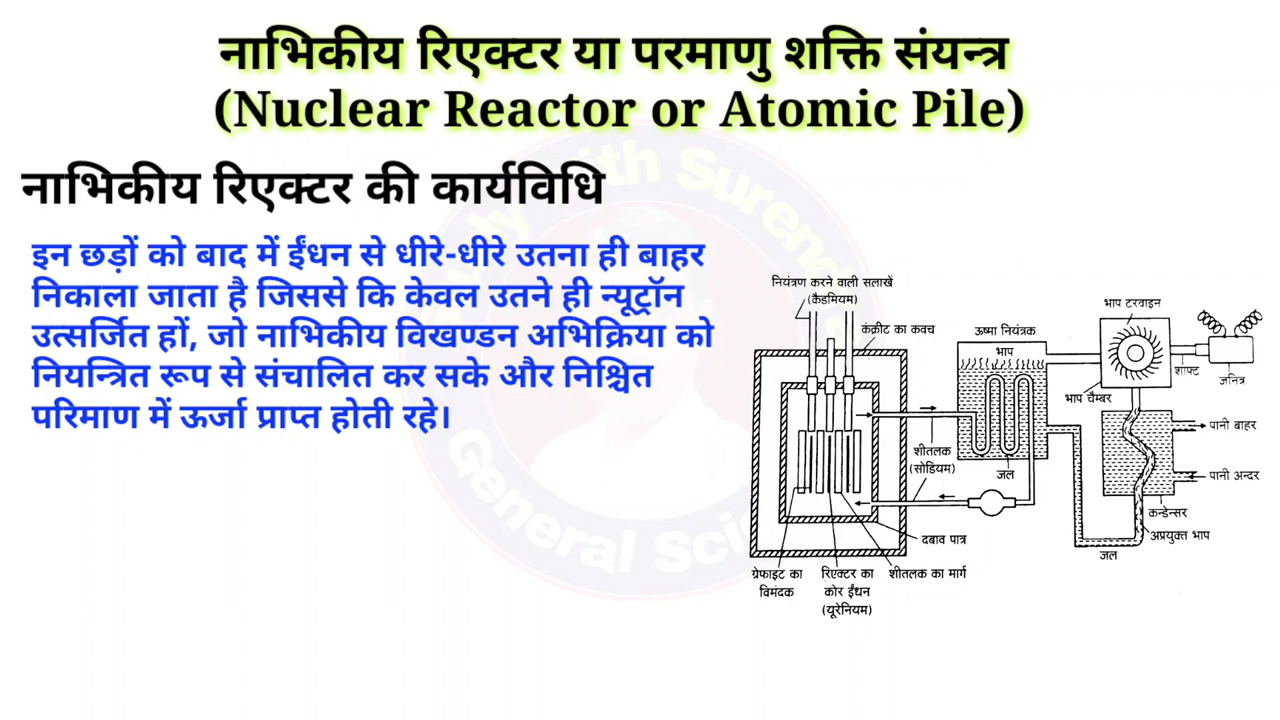 नाभिकीय रिएक्टर या परमाणु शक्ति संयन्त्र
(Nuclear Reactor or Atomic Pile)
नाभिकीय रिएक्टर की कार्यविधि
इन छड़ों को बाद में ईंधन से धीरे-धीरे उतना ही बाहर
निकाला जाता है जिससे कि केवल उतने ही न्यूट्रॉन
उत्सर्जित हों, जो नाभिकीय विखण्डन अभिक्रिया को
नियन्त्रित रूप से संचालित कर सके और निश्चित
परिमाण में ऊर्जा प्राप्त होती रहे।
नियंत्रण करने वाली सलाखें
(कैडमियम)
कंक्रीट का कवच
ऊष्मा नियंत्रक
भाप
भाप टरबाइन
शाफ्ट
जनित्र
भाप चैम्बर
पानी बाहर
शीतलक
(सोडियम)
जल
पानी अन्दर
कन्डेन्सर
दबाव पात्र
अप्रयुक्त भाप
जल
ग्रेफाइट का
विमंदक
रिएक्टर का
कोर ईंधन
(यूरेनियम)
शीतलक का मार्ग